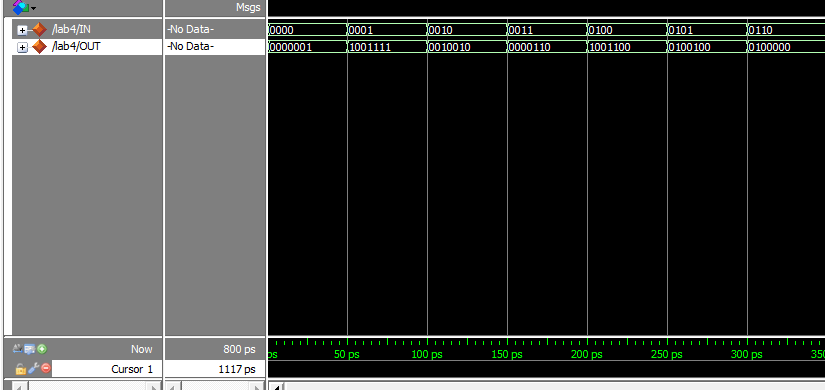 Msgs
/lab4/IN -No Data- 0000 0001 0010 0011 0100 0101 0110
/lab4/OUT -No Data- 0000001 1001111 0010010 0000110 1001100 0100100 0100000
Now 800 ps ps 50 ps 100 ps 150 ps 200 ps 250 ps 300 ps 350
Cursor 1 1117 ps